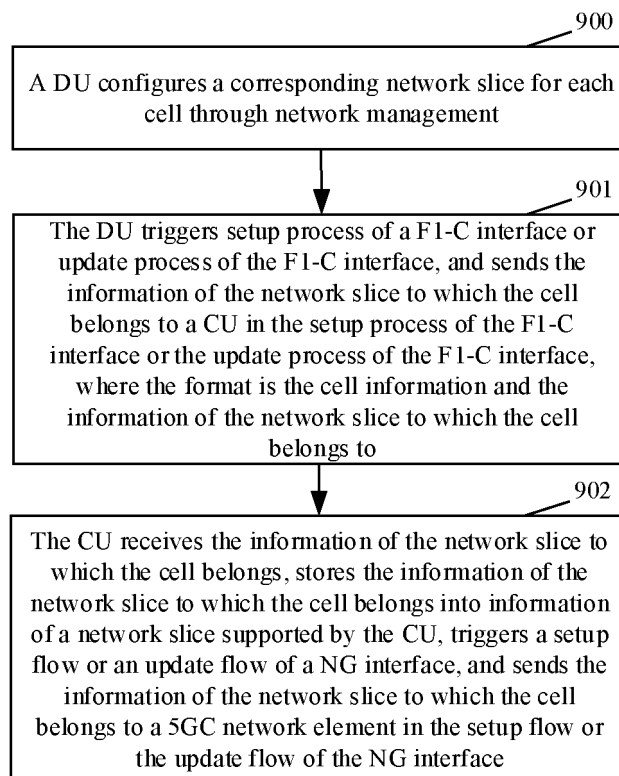 900
A DU configures a corresponding network slice for each
cell through network management
901
The DU triggers setup process of a F1-C interface or
update process of the F1-C interface, and sends the
information of the network slice to which the cell
belongs to a CU in the setup process of the F1-C
interface or the update process of the F1-C interface,
where the format is the cell information and the
information of the network slice to which the cell
belongs to
902
The CU receives the information of the network slice to
which the cell belongs, stores the information of the
network slice to which the cell belongs into information
of a network slice supported by the CU, triggers a setup
flow or an update flow of a NG interface, and sends the
information of the network slice to which the cell
belongs to a 5GC network element in the setup flow or
the update flow of the NG interface